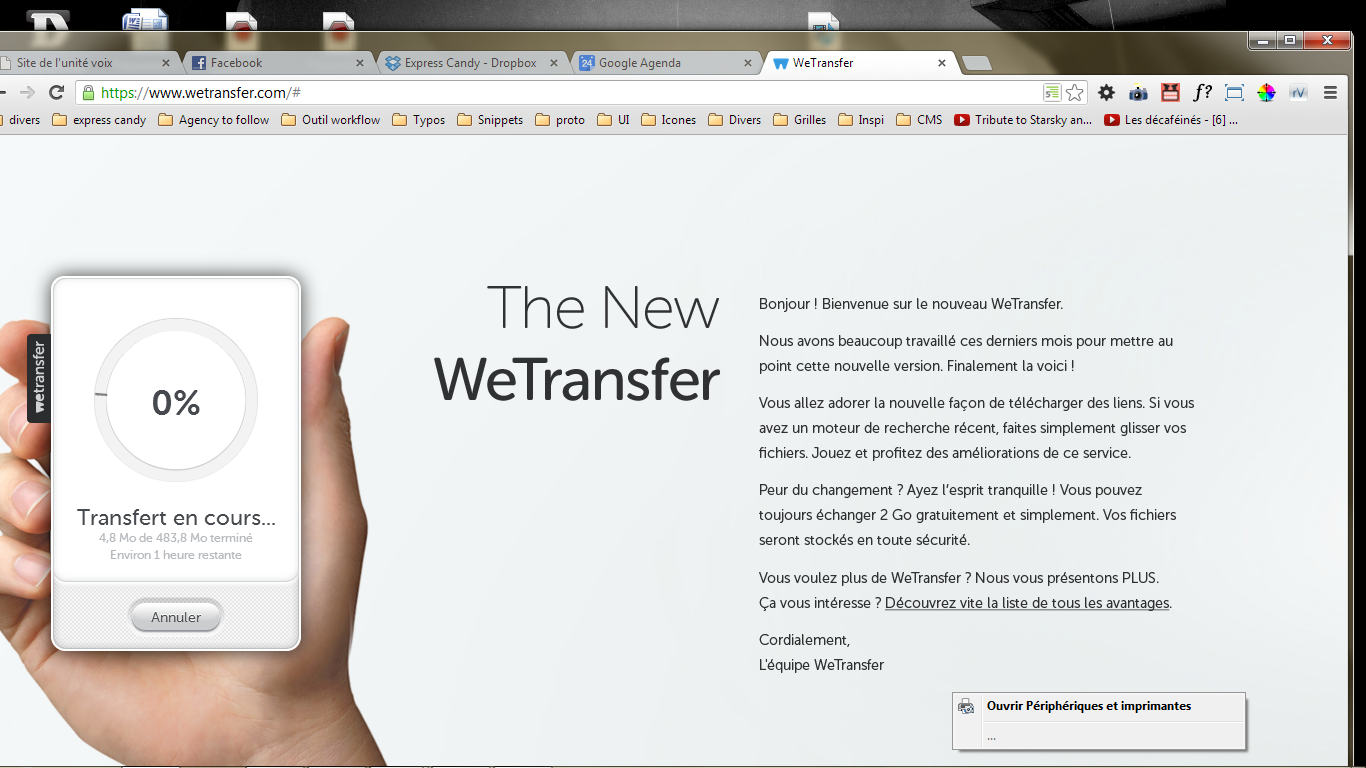 Site de l'unité voix
Facebook
Express Candy - Dropbox
24
Google Agenda
WeTransfer
https://www.wetransfer.com/#
f?
rV
divers
express candy
Agency to follow
Outil workflow
Typos
Snippets
proto
UI
Icones
Divers
Grilles
Inspi
CMS
Tribute to Starsky an...
Les décaféinés - [6] ...
wetransfer
0%
Transfert en cours...
4,8 Mo de 483,8 Mo terminé
Environ 1 heure restante
Annuler
The New
WeTransfer
Bonjour ! Bienvenue sur le nouveau WeTransfer.
Nous avons beaucoup travaillé ces derniers mois pour mettre au
point cette nouvelle version. Finalement la voici !
Vous allez adorer la nouvelle façon de télécharger des liens. Si vous
avez un moteur de recherche récent, faites simplement glisser vos
fichiers. Jouez et profitez des améliorations de ce service.
Peur du changement ? Ayez l’esprit tranquille ! Vous pouvez
toujours échanger 2 Go gratuitement et simplement. Vos fichiers
seront stockés en toute sécurité.
Vous voulez plus de WeTransfer ? Nous vous présentons PLUS.
Ça vous intéresse ? Découvrez vite la liste de tous les avantages.
Cordialement,
L'équipe WeTransfer
Ouvrir Périphériques et imprimantes
...